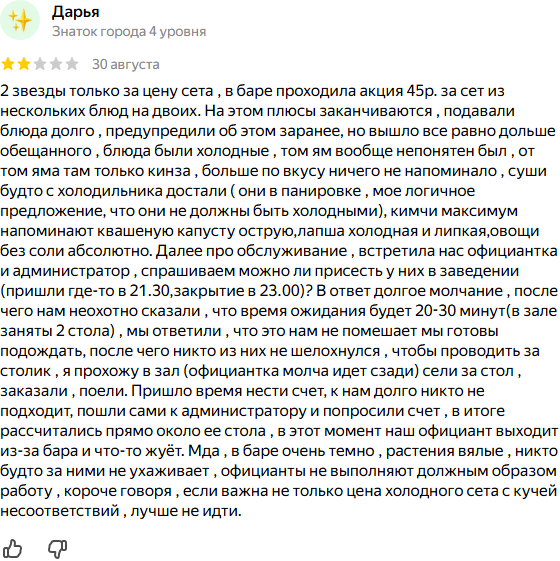 Дарья
Знаток города 4 уровня
30 августа
2 звезды только за цену сета , в баре проходила акция 45р. за сет из
нескольких блюд на двоих. На этом плюсы заканчиваются , подавали
блюда долго , предупредили об этом заранее, но вышло все равно дольше
обещанного , блюда были холодные , том ям вообще непонятен был , от
том яма там только кинза , больше по вкусу ничего не напоминало , суши
будто с холодильника достали ( они в панировке , мое логичное
предложение, что они не должны быть холодными), кимчи максимум
напоминают квашеную капусту острую,лапша холодная и липкая,овощи
без соли абсолютно. Далее про обслуживание , встретила нас официантка
и администратор , спрашиваем можно ли присесть у них в заведении
(пришли где-то в 21.30,закрытие в 23.00)? В ответ долгое молчание , после
чего нам неохотно сказали , что время ожидания будет 20-30 минут(в зале
заняты 2 стола) , мы ответили , что это нам не помешает мы готовы
подождать, после чего никто из них не шелохнулся , чтобы проводить за
столик , я прохожу в зал (официантка молча идет сзади) сели за стол ,
заказали , поели. Пришло время нести счет, к нам долго никто не
подходит, пошли сами к администратору и попросили счет , в итоге
рассчитались прямо около ее стола , в этот момент наш официант выходит
из-за бара и что-то жуёт. Мда , в баре очень темно , растения вялые , никто
будто за ними не ухаживает , официанты не выполняют должным образом
работу , короче говоря , если важна не только цена холодного сета с кучей
несоответствий , лучше не идти.